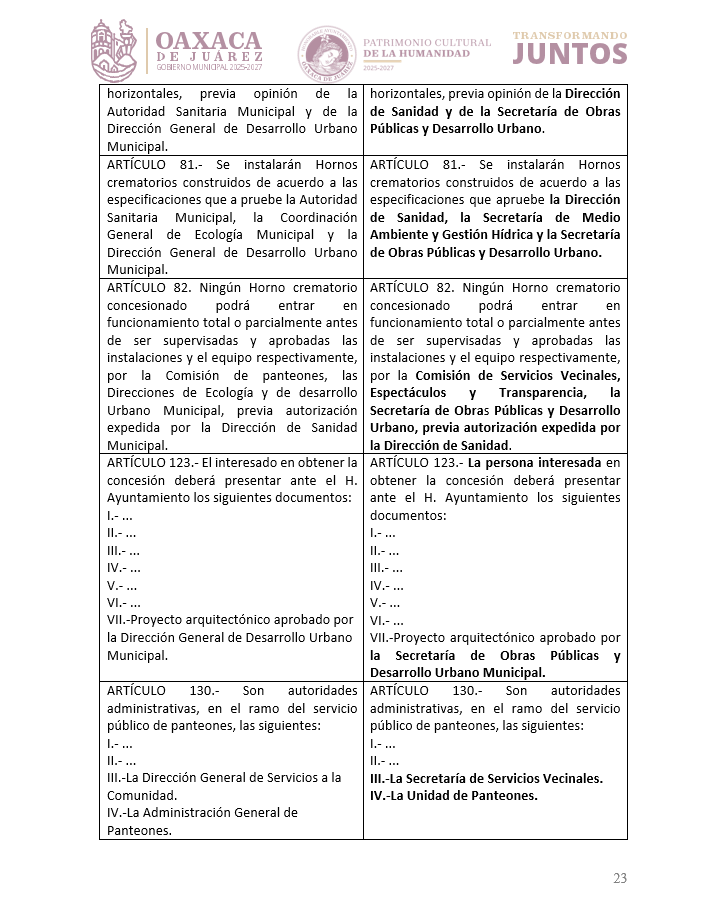 OAXACA
DE JUÁREZ
GOBIERNO MUNICIPAL 2025-2027
PATRIMONIO CULTURAL
DE LA HUMANIDAD
2025-2027
TRANSFORMANDO
JUNTOS
horizontales, previa opinión de la
Autoridad Sanitaria Municipal y de la
Dirección General de Desarrollo Urbano
Municipal.
horizontales, previa opinión de la Dirección
de Sanidad y de la Secretaría de Obras
Públicas y Desarrollo Urbano.
ARTÍCULO 81.- Se instalarán Hornos
crematorios construidos de acuerdo a las
especificaciones que a pruebe la Autoridad
Sanitaria Municipal, la Coordinación
General de Ecología Municipal y la
Dirección General de Desarrollo Urbano
Municipal.
ARTÍCULO 81.- Se instalarán Hornos
crematorios construidos de acuerdo a las
especificaciones que apruebe la Dirección
de Sanidad, la Secretaría de Medio
Ambiente y Gestión Hídrica y la Secretaría
de Obras Públicas y Desarrollo Urbano.
ARTÍCULO 82. Ningún Horno crematorio
concesionado podrá entrar en
funcionamiento total o parcialmente antes
de ser supervisadas y aprobadas las
instalaciones y el equipo respectivamente,
por la Comisión de panteones, las
Direcciones de Ecología y de desarrollo
Urbano Municipal, previa autorización
expedida por la Dirección de Sanidad
Municipal.
ARTÍCULO 82. Ningún Horno crematorio
concesionado podrá entrar en
funcionamiento total o parcialmente antes
de ser supervisadas y aprobadas las
instalaciones y el equipo respectivamente,
por la Comisión de Servicios Vecinales,
Espectáculos y Transparencia, la
Secretaría de Obras Públicas y Desarrollo
Urbano, previa autorización expedida por
la Dirección de Sanidad.
ARTÍCULO 123.- El interesado en obtener la
concesión deberá presentar ante el H.
Ayuntamiento los siguientes documentos:
I.- ...
II.- ...
III.- ...
IV.- ...
V.- ...
VI.- ...
VII.-Proyecto arquitectónico aprobado por
la Dirección General de Desarrollo Urbano
Municipal.
ARTÍCULO 123.- La persona interesada en
obtener la concesión deberá presentar
ante el H. Ayuntamiento los siguientes
documentos:
I.- ...
II.- ...
III.- ...
IV.- ...
V.- ...
VI.- ...
VII.-Proyecto arquitectónico aprobado por
la Secretaría de Obras Públicas y
Desarrollo Urbano Municipal.
ARTÍCULO 130.- Son autoridades
administrativas, en el ramo del servicio
público de panteones, las siguientes:
I.- ...
II.- ...
III.-La Dirección General de Servicios a la
Comunidad.
IV.-La Administración General de
Panteones.
ARTÍCULO 130.- Son autoridades
administrativas, en el ramo del servicio
público de panteones, las siguientes:
I.- ...
II.- ...
III.-La Secretaría de Servicios Vecinales.
IV.-La Unidad de Panteones.
23